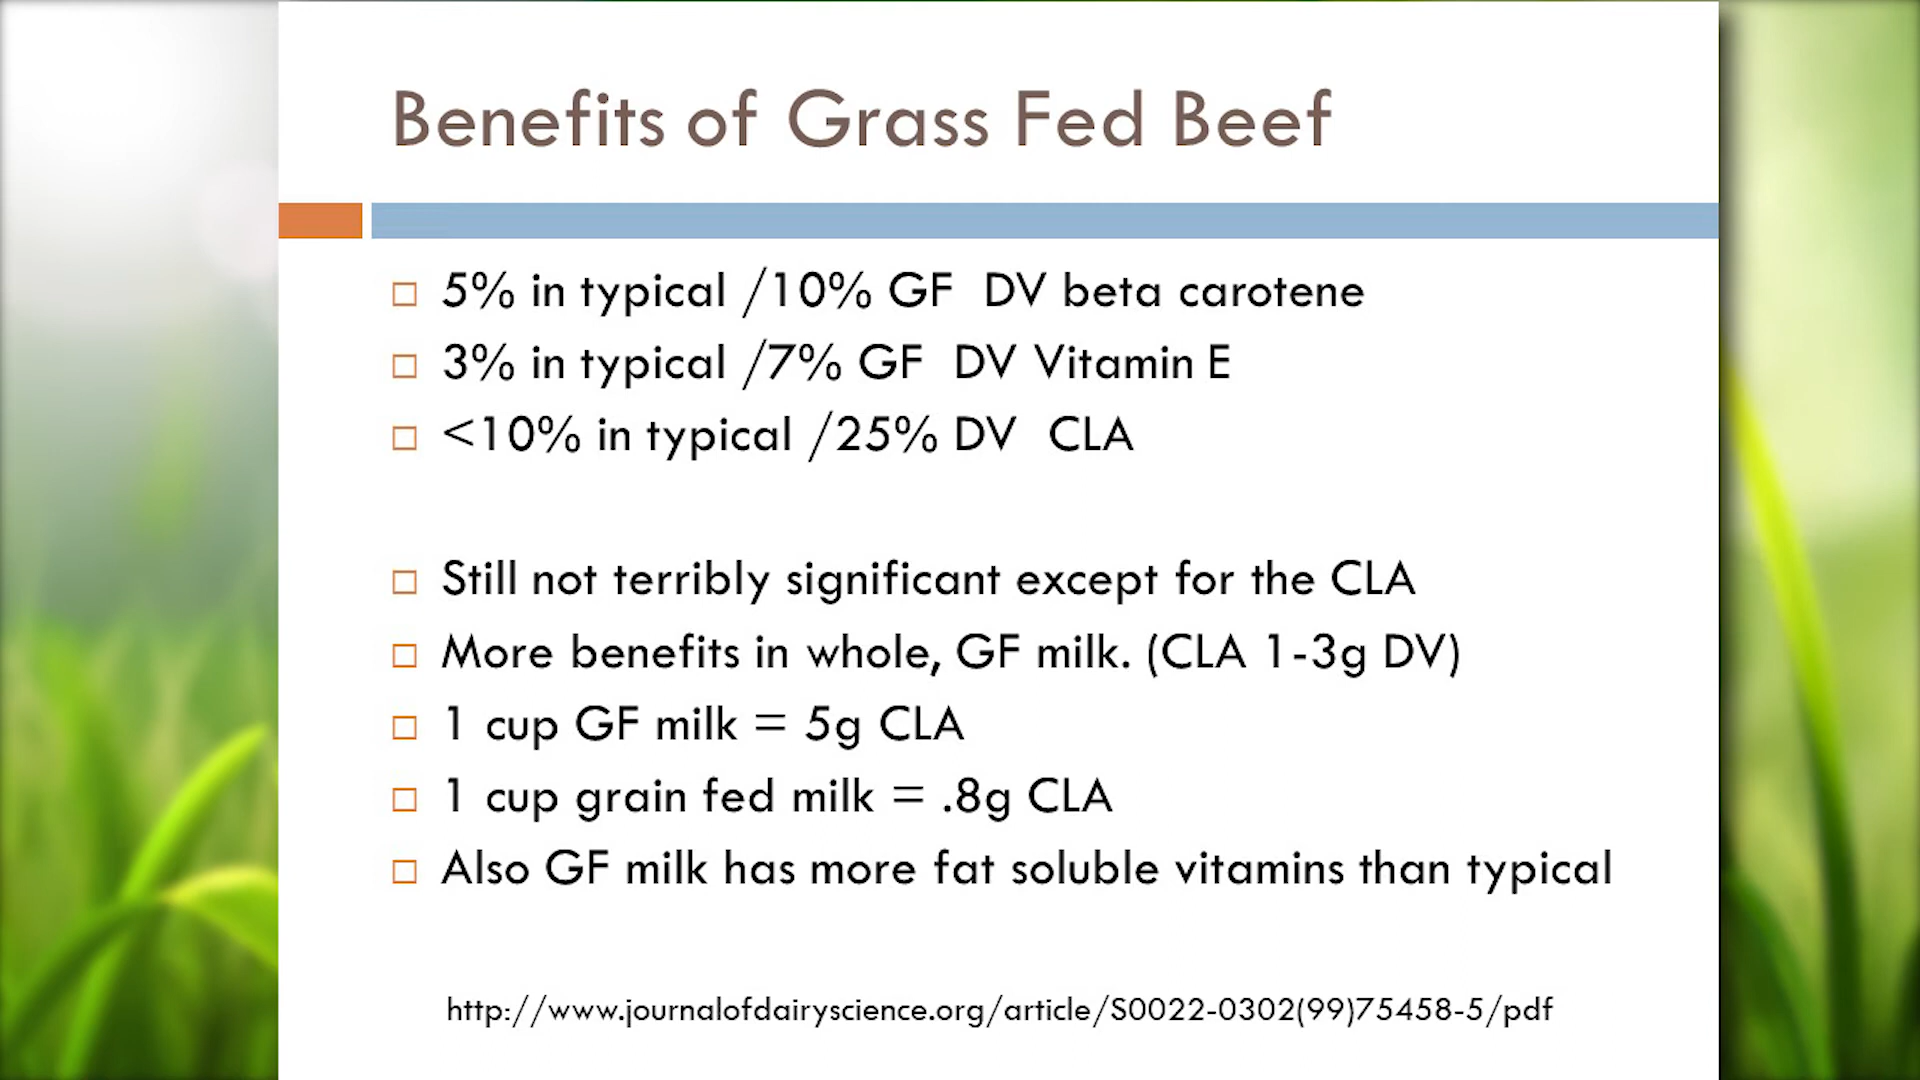 Benefits of Grass Fed Beef
5% in typical /10% GF DV beta carotene
3% in typical /7% GF DV Vitamin E
<10% in typical /25% DV CLA
Still not terribly significant except for the CLA
More benefits in whole, GF milk. (CLA 1-3g DV)
1 cup GF milk = 5g CLA
1 cup grain fed milk = .8g CLA
Also GF milk has more fat soluble vitamins than typical
http://www.journalofdairyscience.org/article/S0022-0302(99)75458-5/pdf